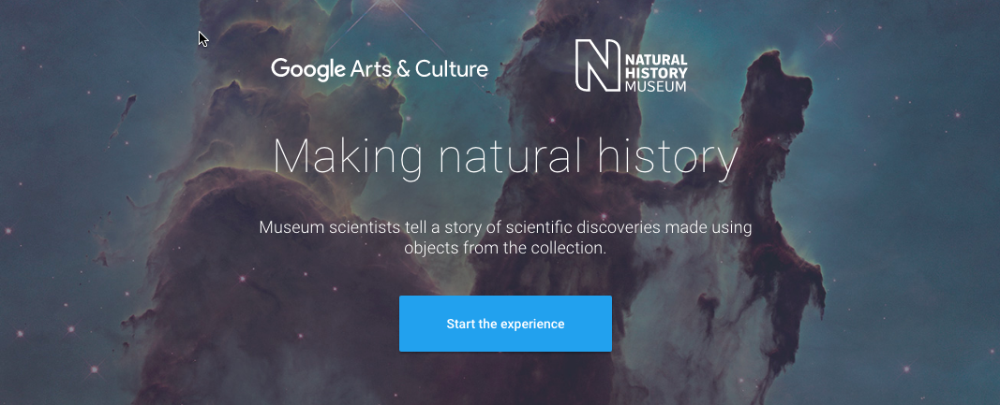 Google Arts & Culture
NATURAL
HISTORY
MUSEUM
Making natural history
Museum scientists tell a story of scientific discoveries made using
objects from the collection.
Start the experience